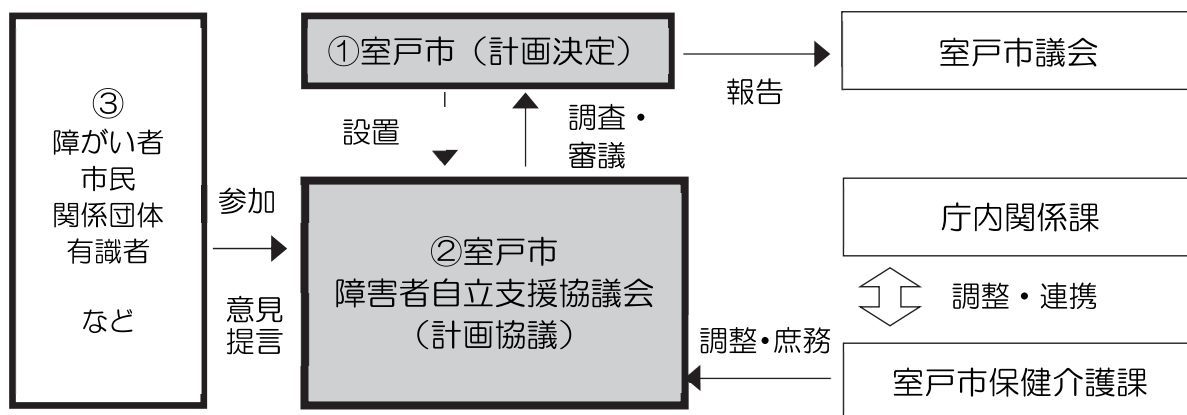 ③
障がい者
市民
関係団体
有識者
など
参加
意見
提言
①室戸市（計画決定）
設置
調査・
審議
②室戸市
障害者自立支援協議会
（計画協議）
報告
室戸市議会
庁内関係課
調整・連携
調整・庶務
室戸市保健介護課